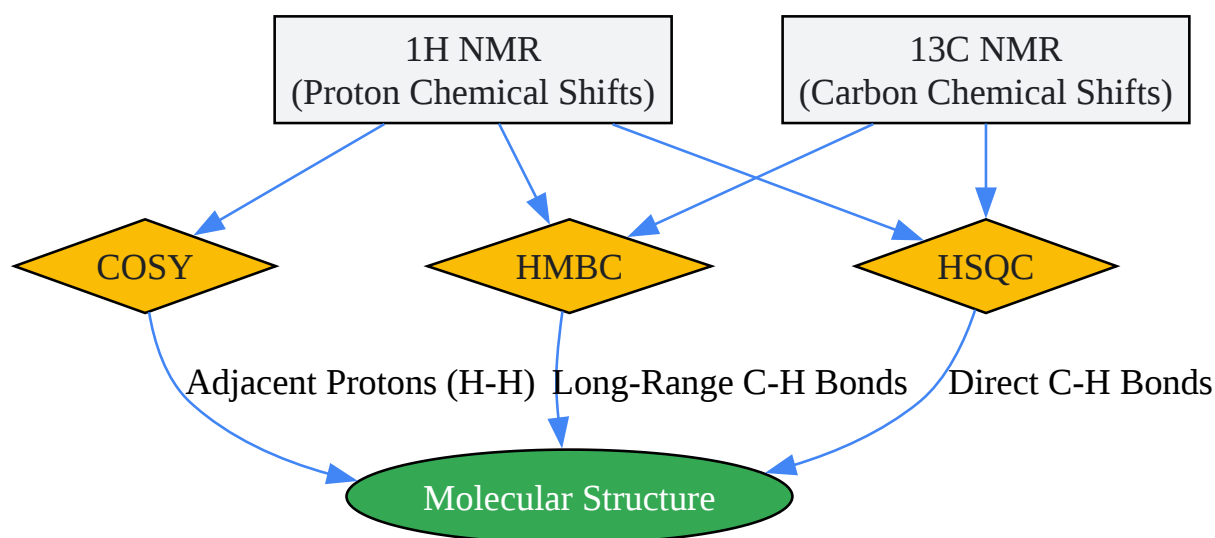 1H NMR
(Proton Chemical Shifts)
13C NMR
(Carbon Chemical Shifts)
COSY
HMBC
HSQC
Adjacent Protons (H-H)
Long-Range C-H Bonds
Direct C-H Bonds
Molecular Structure